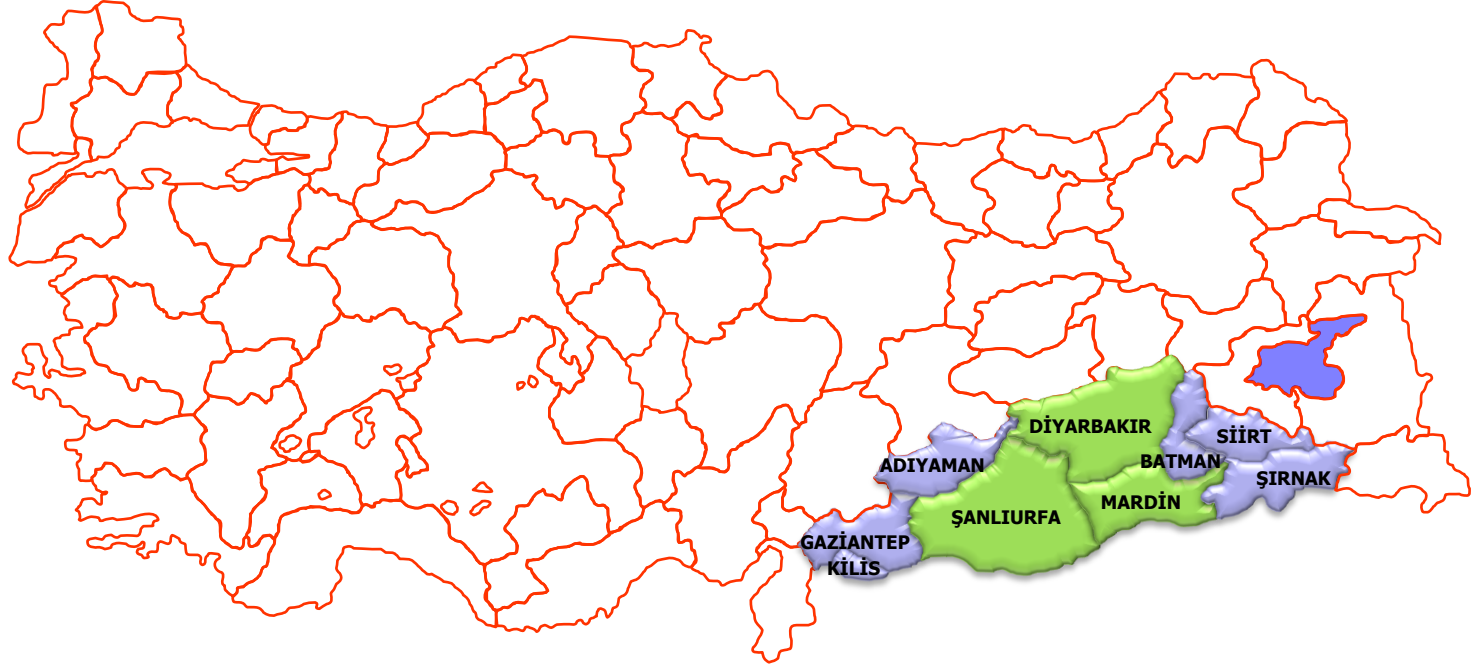 DİYARBAKIR
SİİRT
BATMAN
ADIYAMAN
ŞIRNAK
MARDİN
ŞANLIURFA
GAZİANTEP
KİLİS